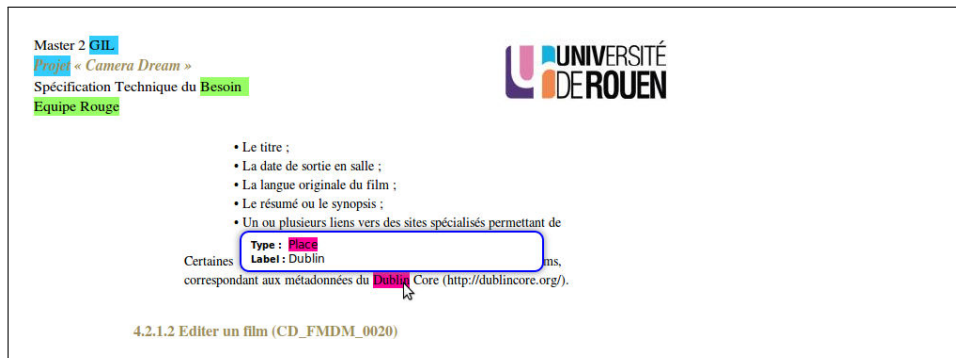 Master 2 GIL
Projet « Camera Dream »
Spécification Technique du Besoin
Equipe Rouge
UNIVERSITÉ
DE ROUEN
• Le titre ;
• La date de sortie en salle ;
• La langue originale du film ;
• Le résumé ou le synopsis ;
• Un ou plusieurs liens vers des sites spécialisés permettant de
Type : Place
Label : Dublin
Certaines ms,
correspondant aux métadonnées du Dublin Core (http://dublincore.org/).
4.2.1.2 Editer un film (CD_FMDM_0020)